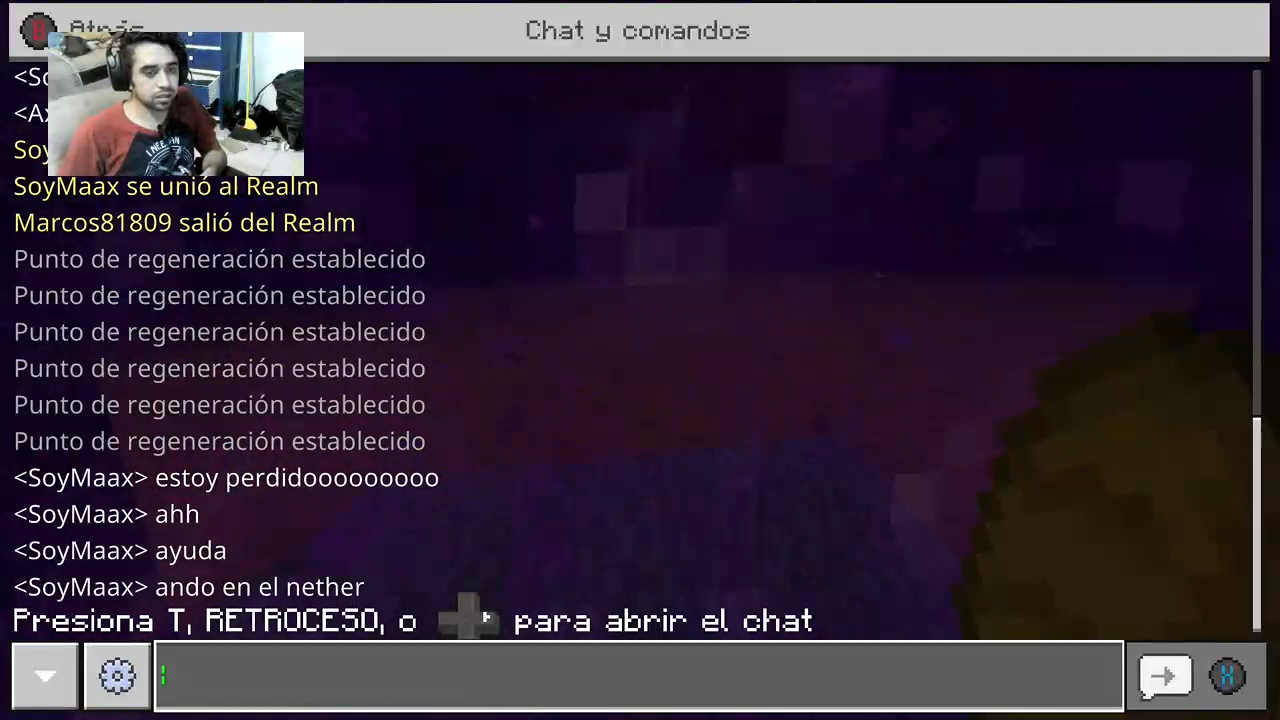 Atrás
Chat y comandos
I NEE
SoyMaax se unió al Realm
Marcos81809 salió del Realm
Punto de regeneración establecido
Punto de regeneración establecido
Punto de regeneración establecido
Punto de regeneración establecido
Punto de regeneración establecido
Punto de regeneración establecido
<SoyMaax> estoy perdidooooooooo
<SoyMaax> ahh
<SoyMaax> ayuda
<SoyMaax> ando en el nether
Presiona T, RETROCESO, o para abrir el chat
X